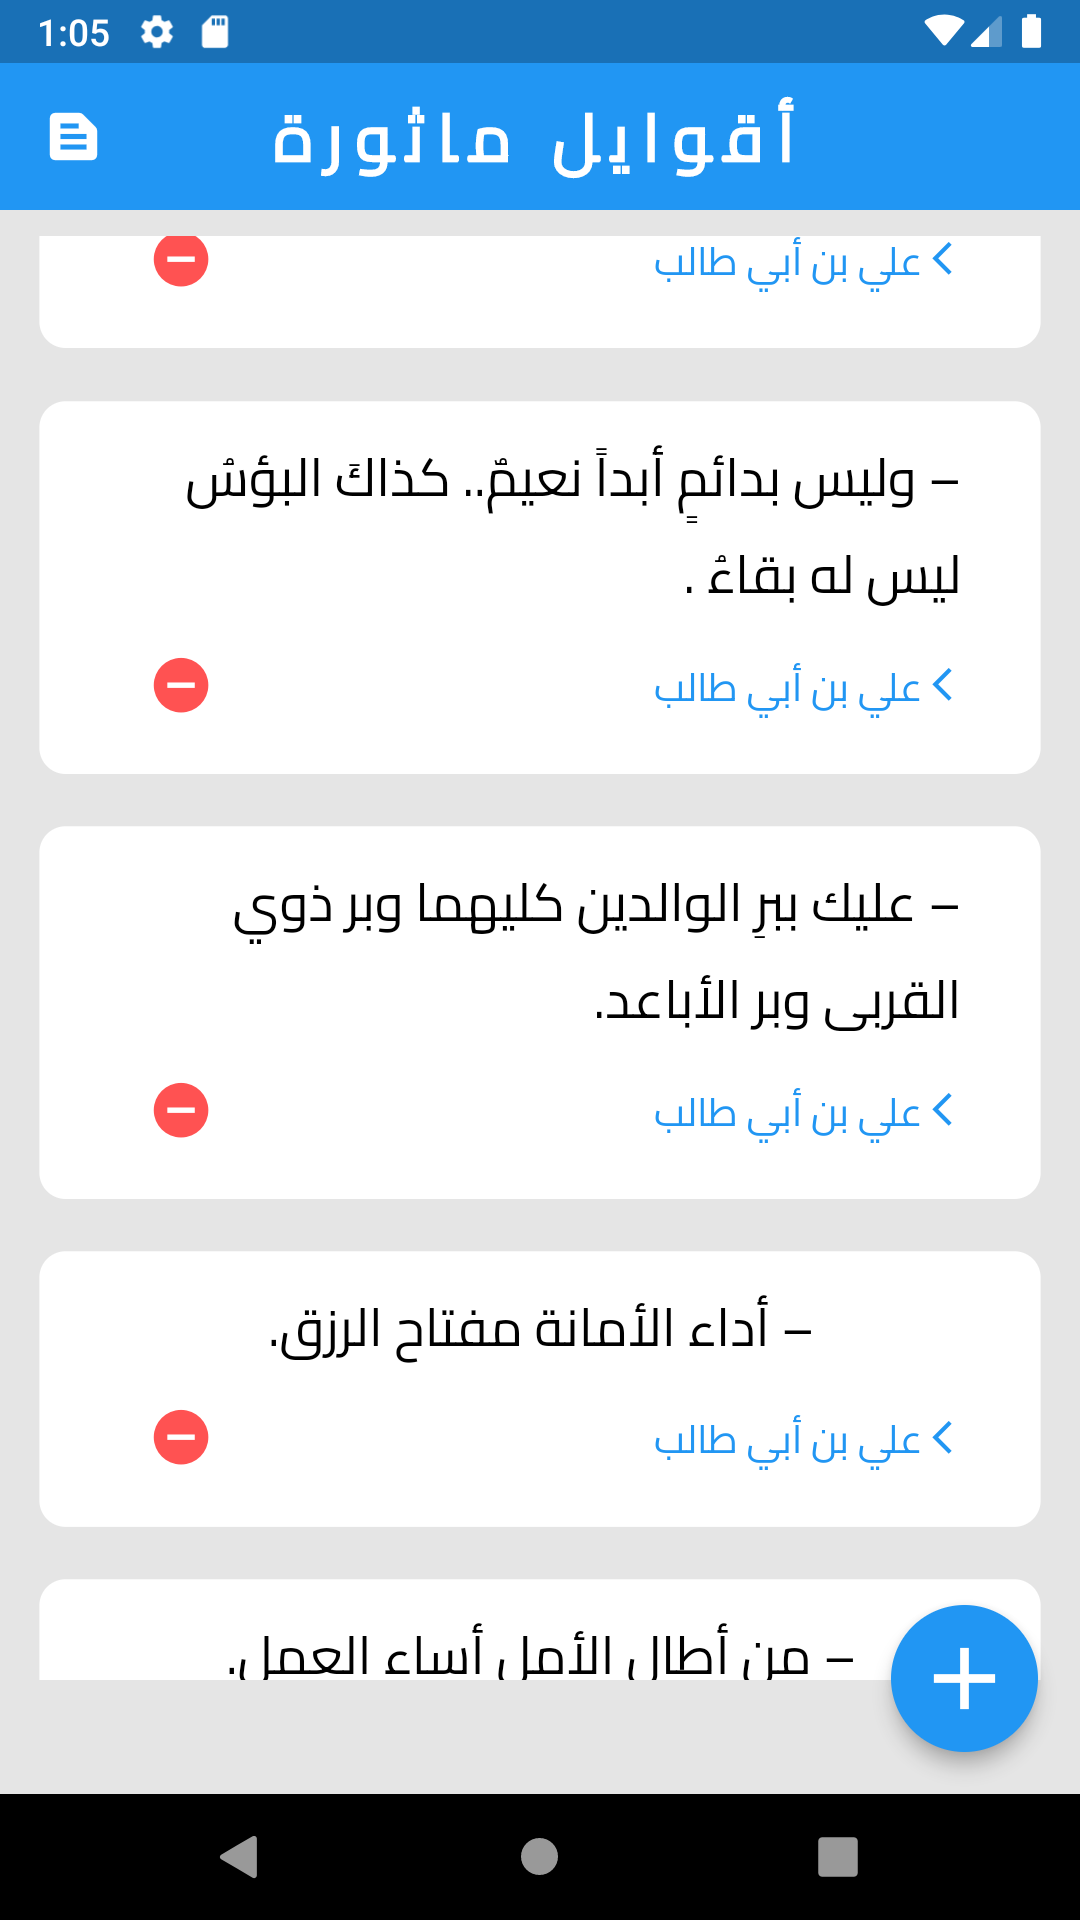 1:05
أقوايل ماثورة
علي بن أبي طالب
– وليس بدائمٍ أبداً نعيمٌ.. كذاكَ البؤسُ
ليس له بقاءُ .
علي بن أبي طالب
– عليك ببرِ الوالدين كليهما وبر ذوي
القربى وبر الأباعد.
علي بن أبي طالب
– أداء الأمانة مفتاح الرزق.
علي بن أبي طالب
– من أطال الأمل أساء العمل.